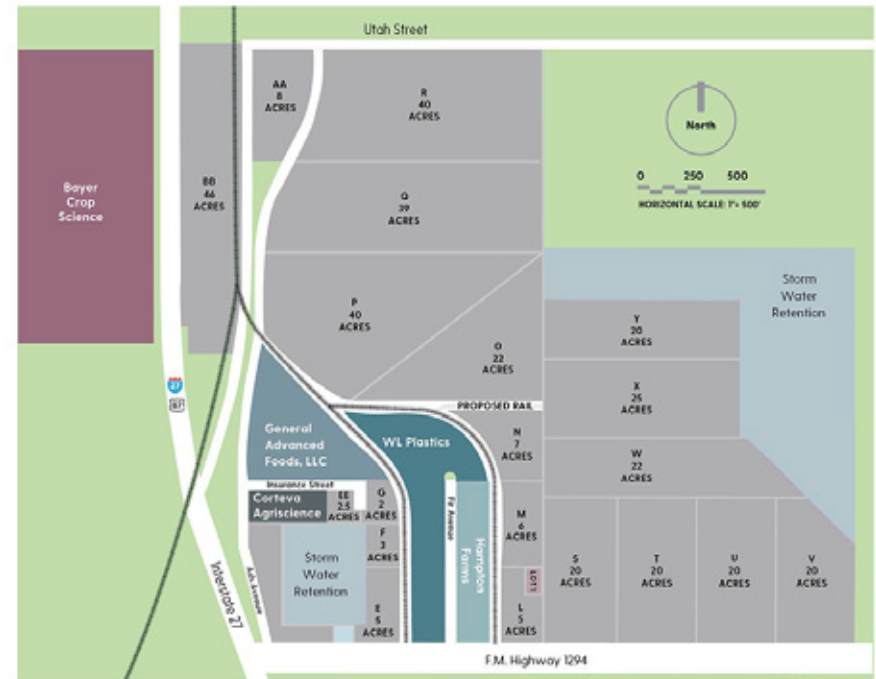 Utah Street
AA
8
ACRES
R
40
ACRES
North
0 250 500
HORIZONTAL SCALE: 1"= 500'
Bayer
Crop
Science
BB
46
ACRES
Q
39
ACRES
Storm
Water
Retention
P
40
ACRES
Y
20
ACRES
O
22
ACRES
27
87
X
25
ACRES
PROPOSED RAIL
General
Advanced
Foods, LLC
WL Plastics
N
7
ACRES
W
22
ACRES
Insurance Street
Corteva
Agriscience
EE
2.5
ACRES
G
2
ACRES
Fir Avenue
M
6
ACRES
F
3
ACRES
Hampton
Farms
Storm
Water
Retention
S
20
ACRES
T
20
ACRES
U
20
ACRES
V
20
ACRES
LOT 1
Interstate 27
Ash Avenue
E
5
ACRES
L
5
ACRES
F.M. Highway 1294